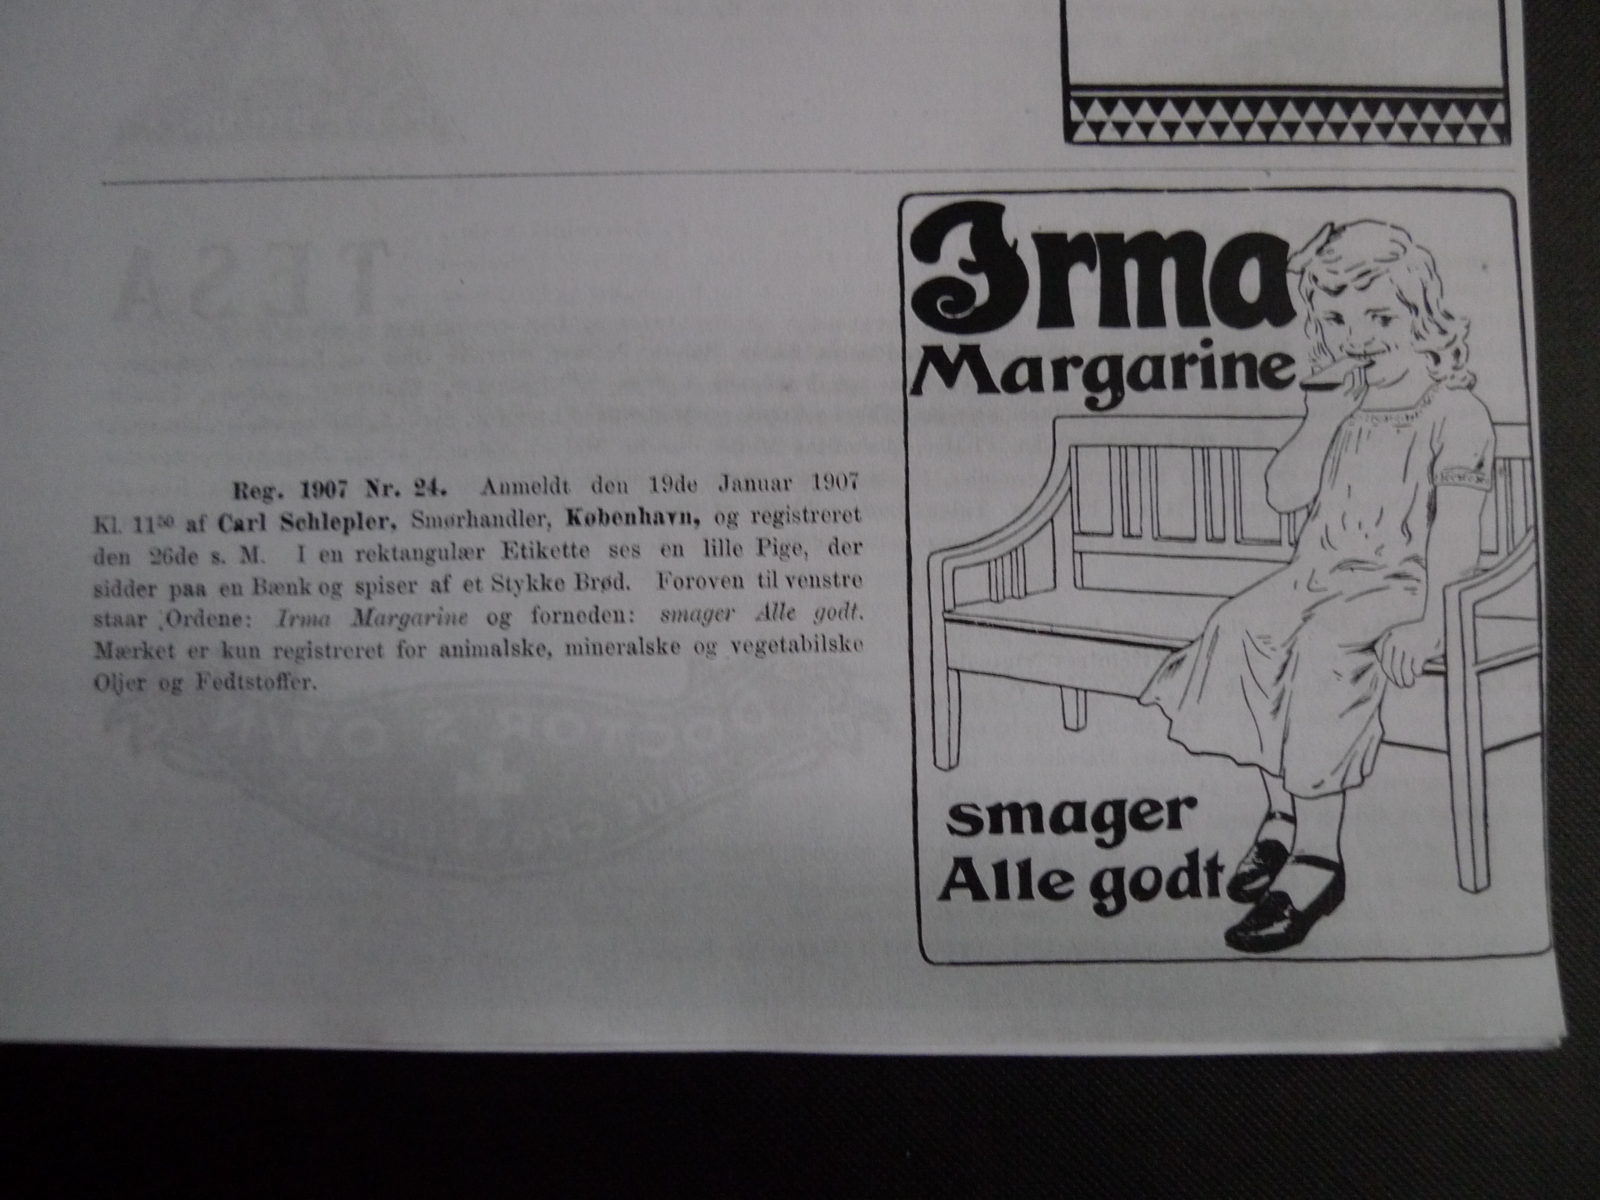 Reg. 1907 Nr. 24. Anmeldt den 19de Januar 1907
Kl. 11⁵⁰ af Carl Schlepler, Smørhandler, København, og registreret
den 26de s. M. I en rektangulær Etikette ses en lille Pige, der
sidder paa en Bænk og spiser af et Stykke Brød. Foroven til venstre
staar Ordene: Irma Margarine og forneden: smager Alle godt.
Mærket er kun registreret for animalske, mineralske og vegetabilske
Oljer og Fedtstoffer.
Irma
Margarine
smager
Alle godt
TESA